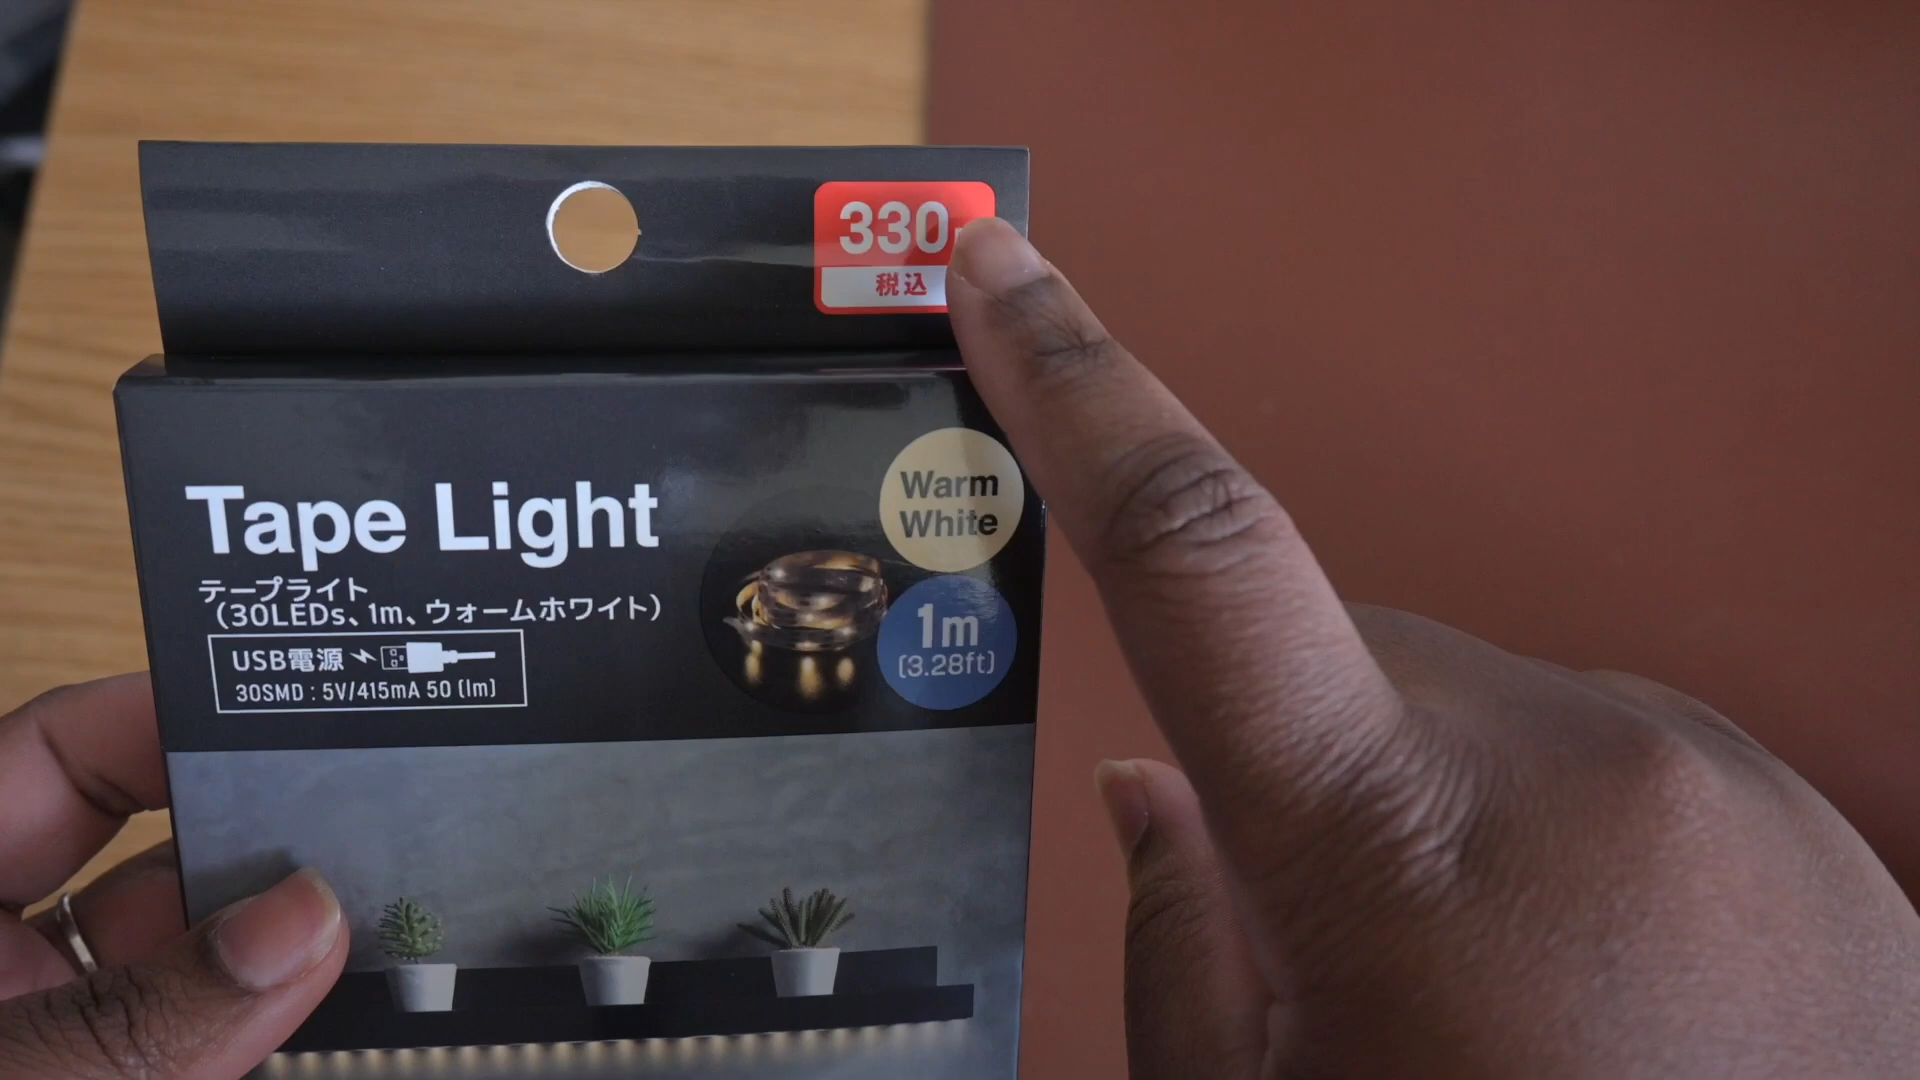 330
税込
Tape Light
Warm
White
テープライト
（30LEDs、1m、ウォームホワイト）
1m
(3.28ft)
USB電源
30SMD : 5V/415mA 50 (lm)